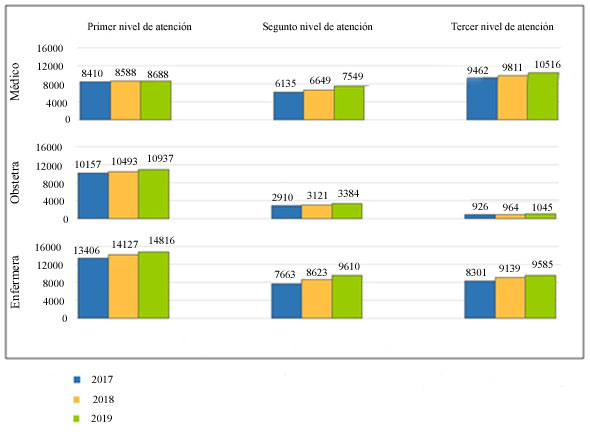 Primer nivel de atención Segunto nivel de atención Tercer nivel de atención
Médico
16000
12000
8000
4000
0
8410 8588 8688
6135 6649 7549
9462 9811 10516
Obstetra
16000
12000
8000
4000
0
10157 10493 10937
2910 3121 3384
926 964 1045
Enfermera
16000
12000
8000
4000
0
13406 14127 14816
7663 8623 9610
8301 9139 9585
2017
2018
2019